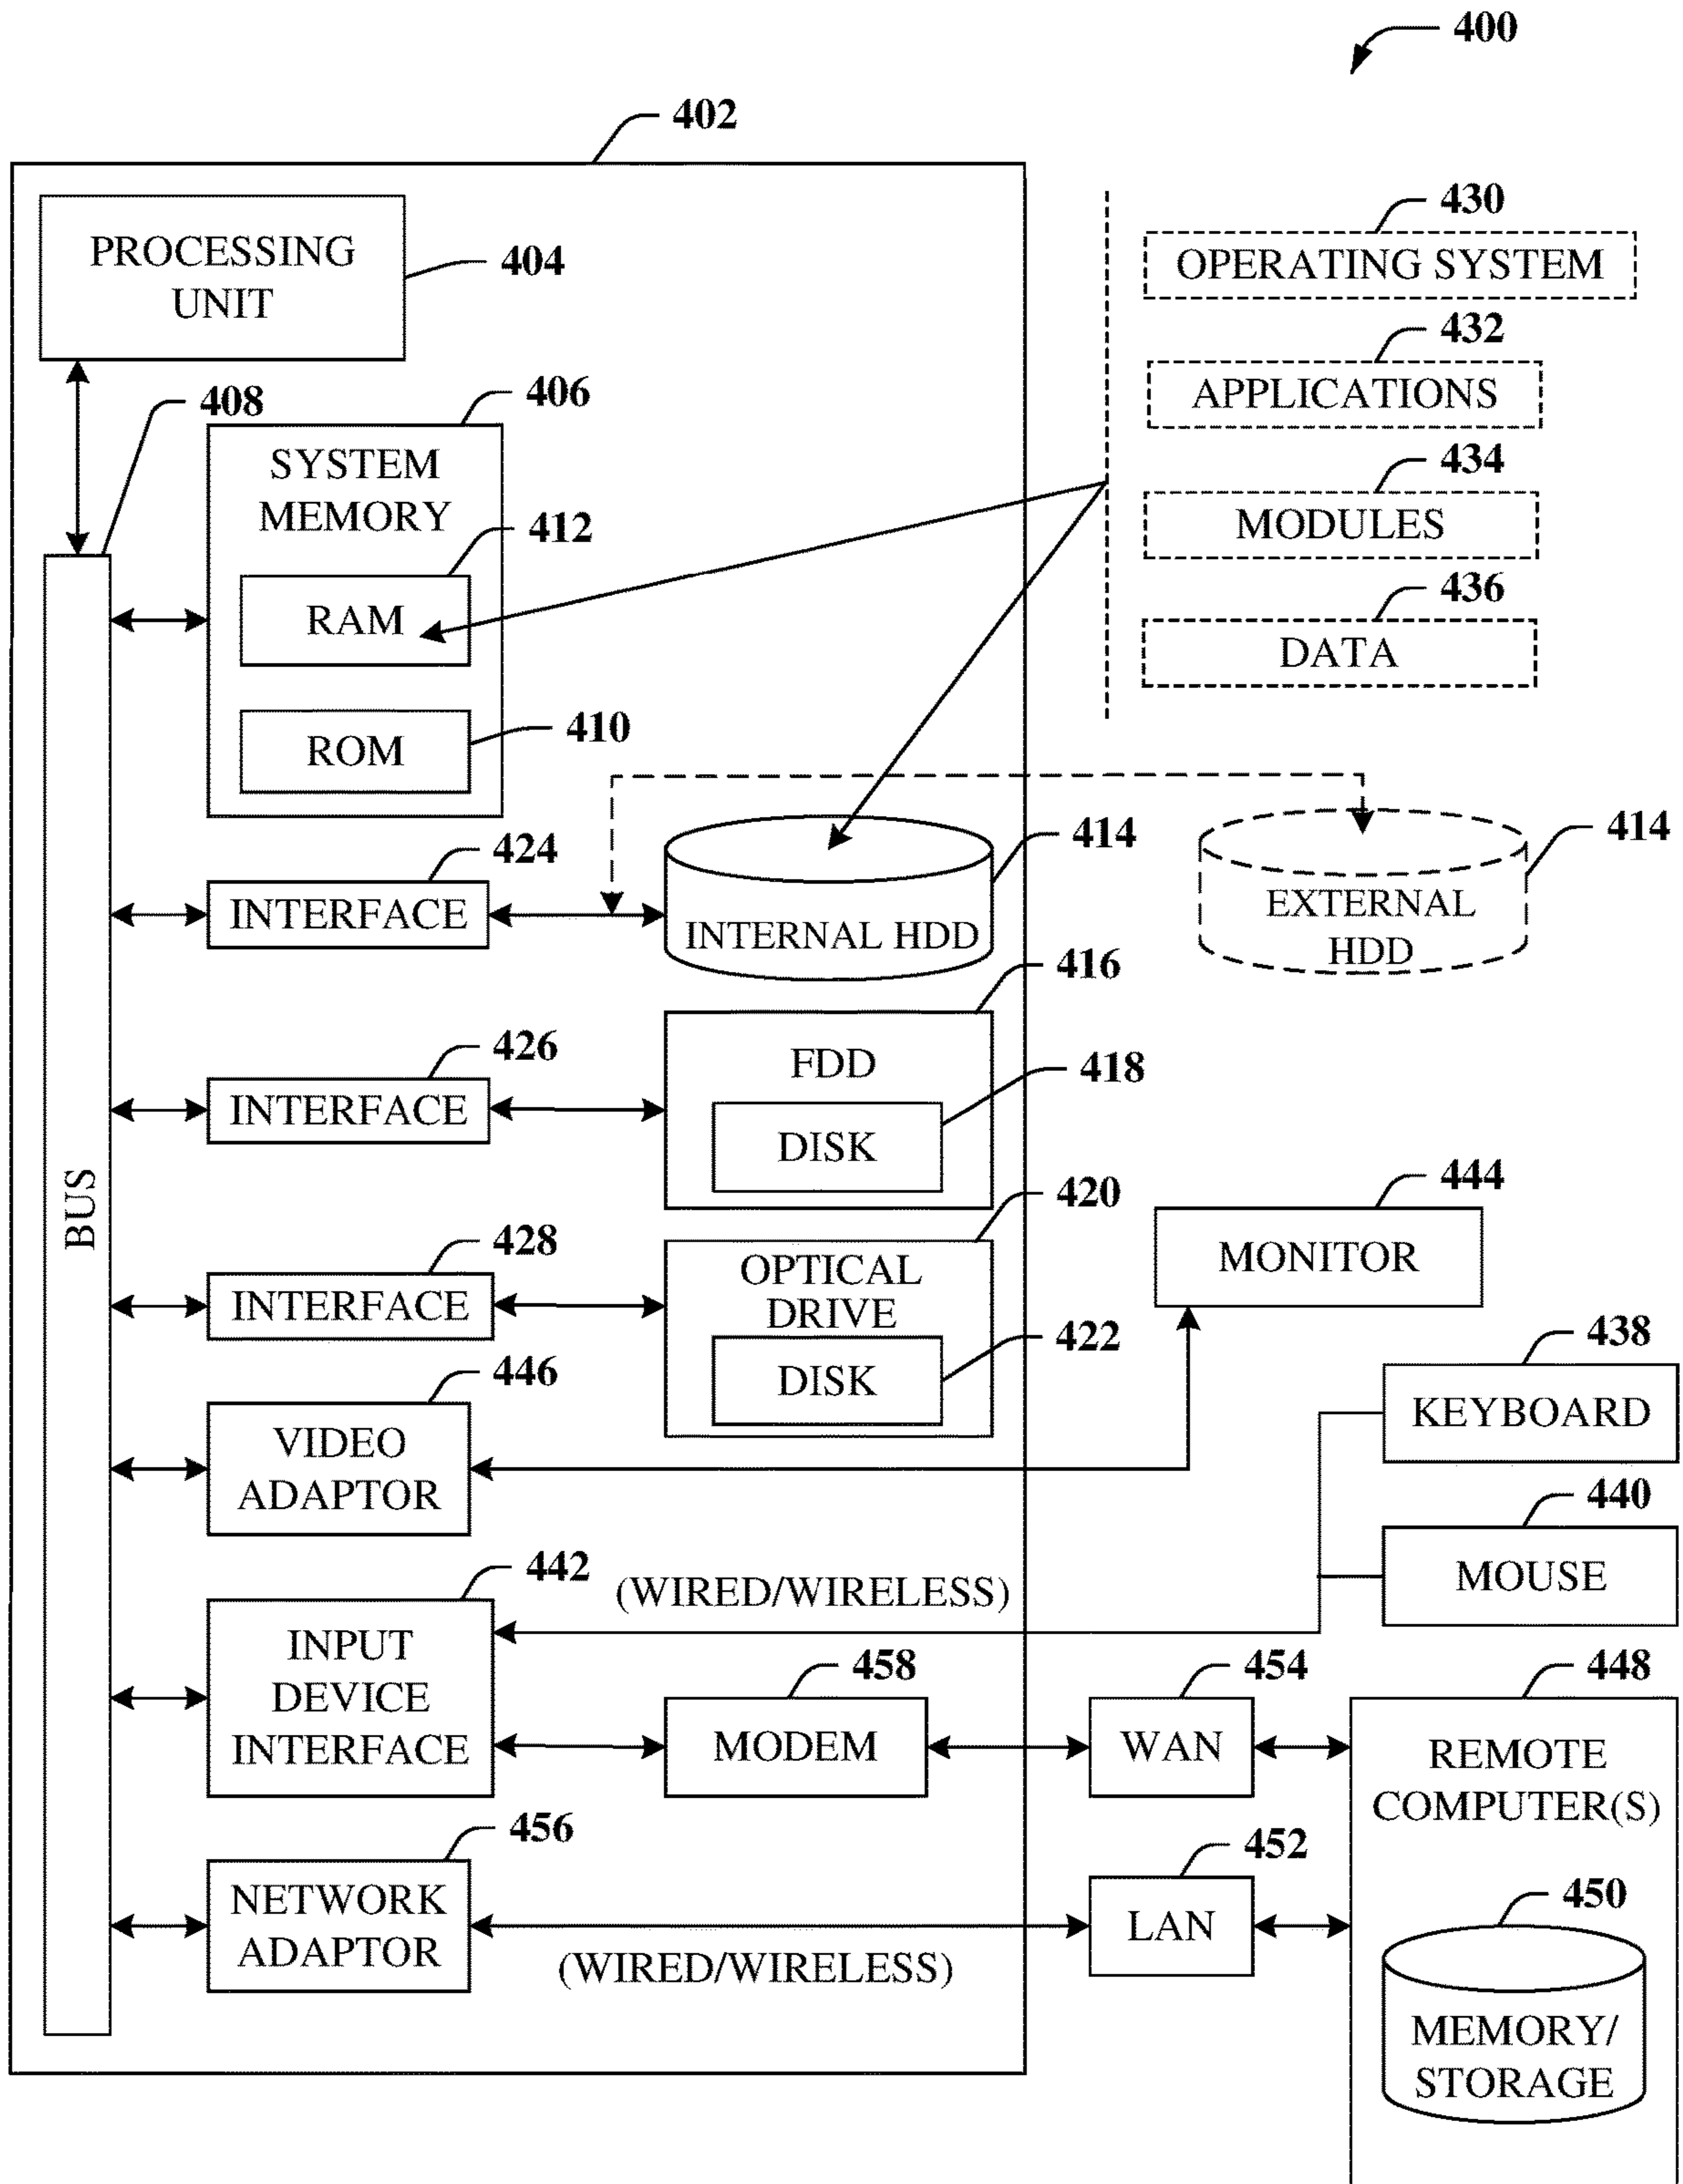 400
402
PROCESSING
UNIT
404
430
OPERATING SYSTEM
432
APPLICATIONS
434
MODULES
436
DATA
408
406
SYSTEM
MEMORY
412
RAM
410
ROM
424
INTERFACE
414
INTERNAL HDD
414
EXTERNAL
HDD
416
FDD
418
DISK
426
INTERFACE
BUS
420
OPTICAL
DRIVE
422
DISK
428
INTERFACE
444
MONITOR
446
VIDEO
ADAPTOR
438
KEYBOARD
440
MOUSE
442
INPUT
DEVICE
INTERFACE
(WIRED/WIRELESS)
458
MODEM
454
WAN
448
REMOTE
COMPUTER(S)
456
NETWORK
ADAPTOR
(WIRED/WIRELESS)
452
LAN
450
MEMORY/
STORAGE